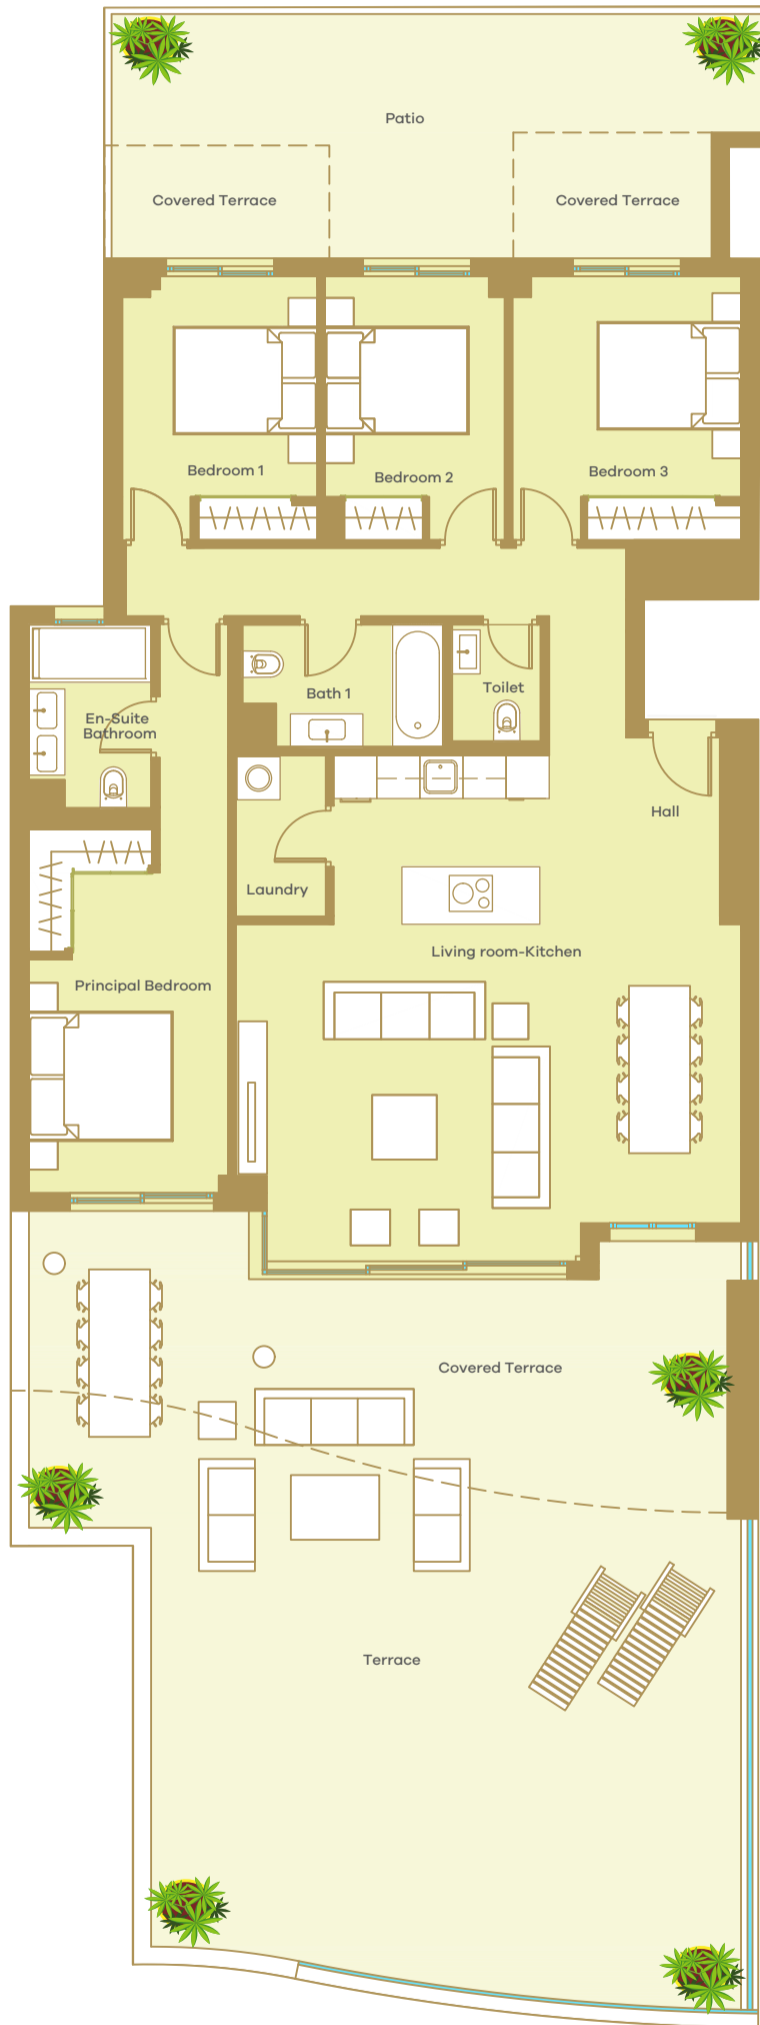 Patio
Covered Terrace
Covered Terrace
Bedroom 1
Bedroom 2
Bedroom 3
En-Suite
Bathroom
Bath 1
Toilet
Hall
Laundry
Living room-Kitchen
Principal Bedroom
Covered Terrace
Terrace